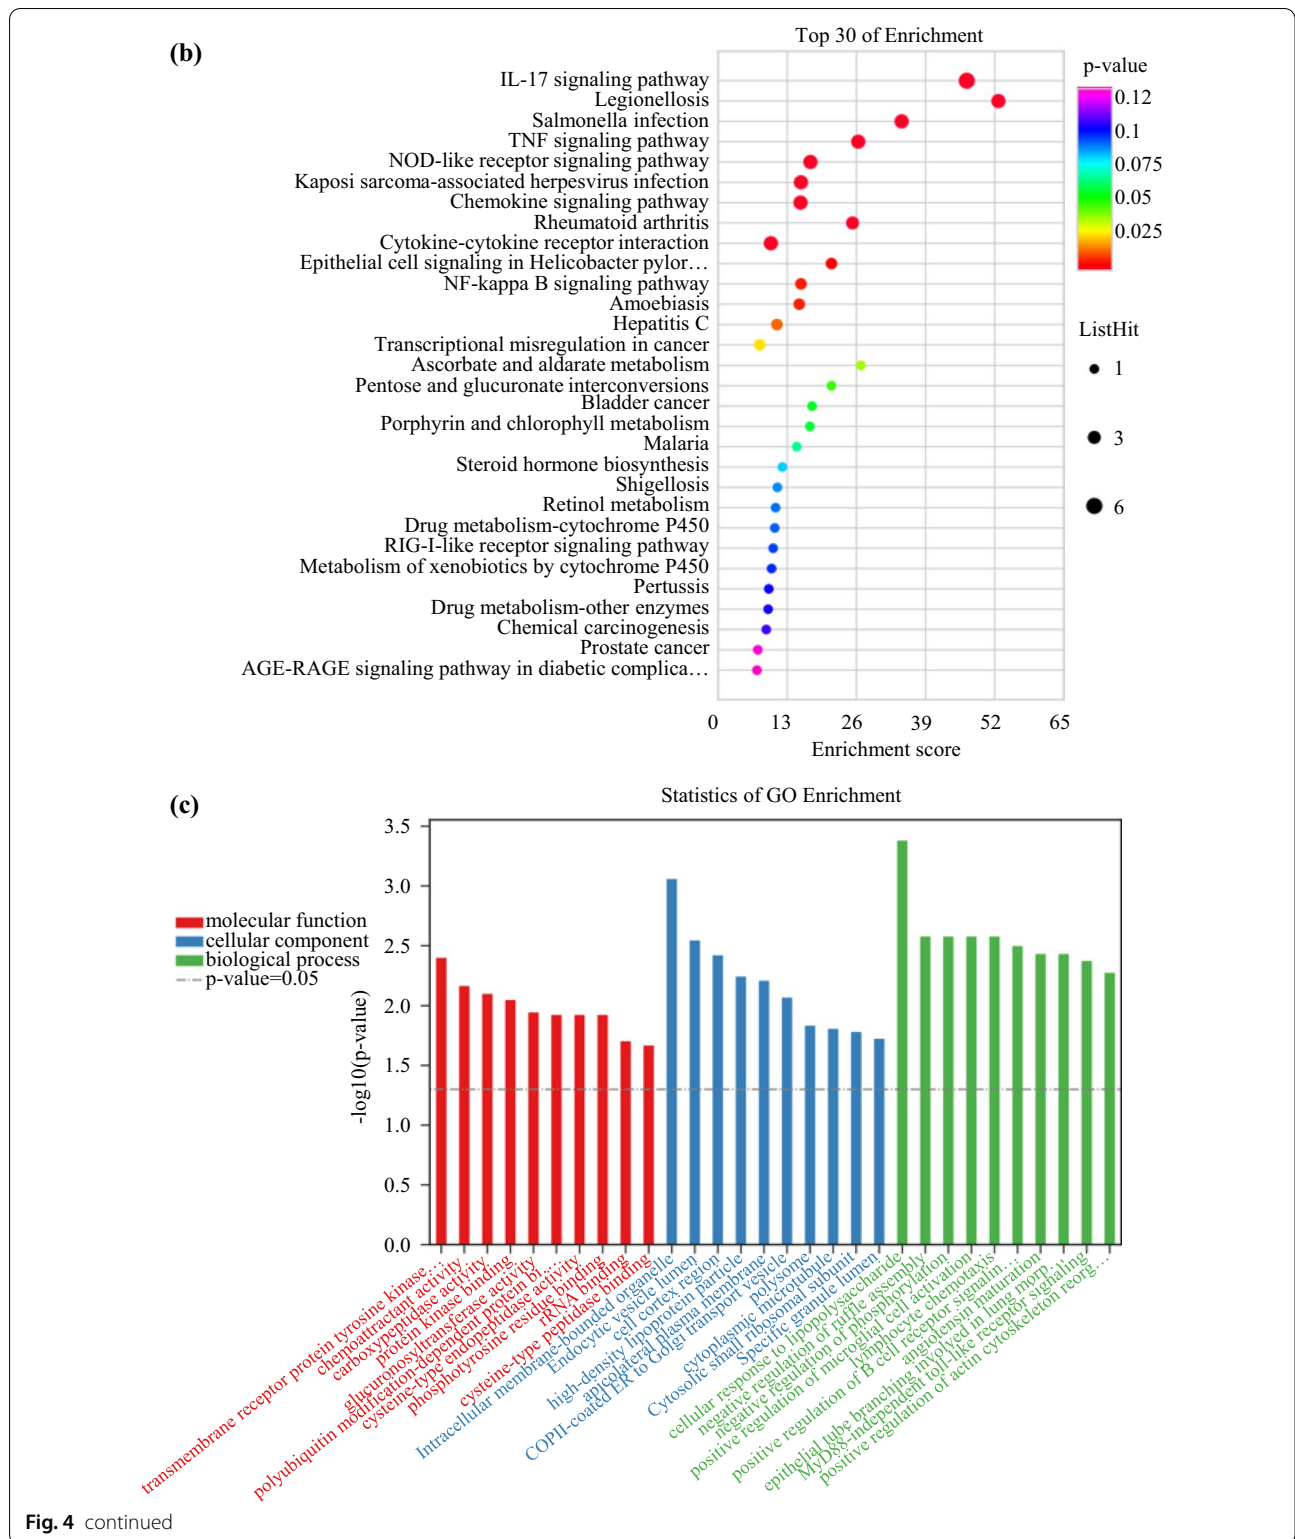 (b)
Top 30 of Enrichment
IL-17 signaling pathway
Legionellosis
Salmonella infection
TNF signaling pathway
NOD-like receptor signaling pathway
Kaposi sarcoma-associated herpesvirus infection
Chemokine signaling pathway
Rheumatoid arthritis
Cytokine-cytokine receptor interaction
Epithelial cell signaling in Helicobacter pylor…
NF-kappa B signaling pathway
Amoebiasis
Hepatitis C
Transcriptional misregulation in cancer
Ascorbate and aldarate metabolism
Pentose and glucuronate interconversions
Bladder cancer
Porphyrin and chlorophyll metabolism
Malaria
Steroid hormone biosynthesis
Shigellosis
Retinol metabolism
Drug metabolism-cytochrome P450
RIG-I-like receptor signaling pathway
Metabolism of xenobiotics by cytochrome P450
Pertussis
Drug metabolism-other enzymes
Chemical carcinogenesis
Prostate cancer
AGE-RAGE signaling pathway in diabetic complica…
0 13 26 39 52 65
Enrichment score
p-value
0.12
0.1
0.075
0.05
0.025
ListHit
1
3
6
(c)
Statistics of GO Enrichment
molecular function
cellular component
biological process
p-value=0.05
-log10(p-value)
3.5
3.0
2.5
2.0
1.5
1.0
0.5
0.0
transmembrane receptor protein tyrosine kinase…
chemoattractant activity
carboxypeptidase activity
protein kinase binding
glucuronosyltransferase activity
polyubiquitin modification-dependent protein bi…
cysteine-type endopeptidase activity
phosphotyrosine residue binding
rRNA binding
cysteine-type peptidase binding
Intracellular membrane-bounded organelle
Endocytic vesicle lumen
cell cortex region
high-density lipoprotein particle
apicolateral plasma membrane
COPII-coated ER to Golgi transport vesicle
polysome
cytoplasmic microtubule
Cytosolic small ribosomal subunit
Specific granule lumen
cellular response to lipopolysaccharide
negative regulation of ruffle assembly
negative regulation of phosphorylation
positive regulation of microglial cell activation
lymphocyte chemotaxis
positive regulation of B cell receptor signalin…
angiotensin maturation
epithelial tube branching involved in lung morp…
MyD88-independent toll-like receptor signaling
positive regulation of actin cytoskeleton reorg…
Fig. 4 continued